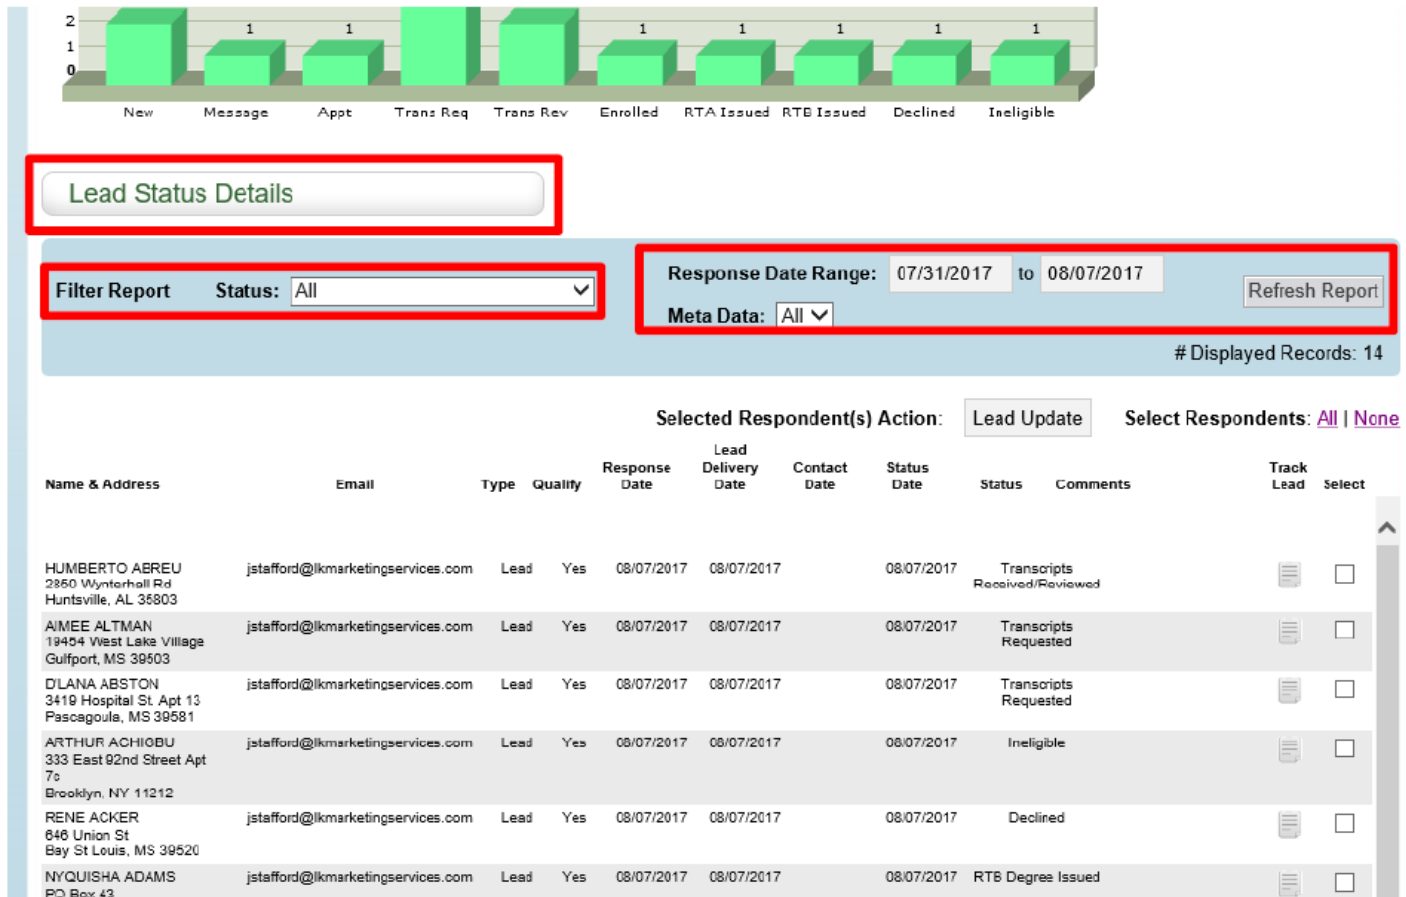 2
1
0
1 1 1 1 1 1 1
New Message Appt Trans Req Trans Rev Enrolled RTA Issued RTB Issued Declined Ineligible
Lead Status Details
Filter Report Status: All
Response Date Range: 07/31/2017 to 08/07/2017
Meta Data: All
Refresh Report
# Displayed Records: 14
Selected Respondent(s) Action: Lead Update Select Respondents: All | None
Name & Address Email Type Qualify Response Date Lead Delivery Date Contact Date Status Date Status Comments Track Lead Select
HUMBERTO ABREU jstafford@lkmarketingservices.com Lead Yes 08/07/2017 08/07/2017 08/07/2017 Transcripts
2850 Wynterhall Rd Received/Reviewed
Huntsville, AL 35803
AIMEE ALTMAN jstafford@lkmarketingservices.com Lead Yes 08/07/2017 08/07/2017 08/07/2017 Transcripts
19454 West Lake Village Requested
Gulfport, MS 39503
D'LANA ABSTON jstafford@lkmarketingservices.com Lead Yes 08/07/2017 08/07/2017 08/07/2017 Transcripts
3419 Hospital St. Apt 13 Requested
Pascagoula, MS 39581
ARTHUR ACHIGBU jstafford@lkmarketingservices.com Lead Yes 08/07/2017 08/07/2017 08/07/2017 Ineligible
333 East 92nd Street Apt
7c
Brooklyn, NY 11212
RENE ACKER jstafford@lkmarketingservices.com Lead Yes 08/07/2017 08/07/2017 08/07/2017 Declined
646 Union St
Bay St Louis, MS 39520
NYQUISHA ADAMS jstafford@lkmarketingservices.com Lead Yes 08/07/2017 08/07/2017 08/07/2017 RTB Degree Issued
PO Box 43